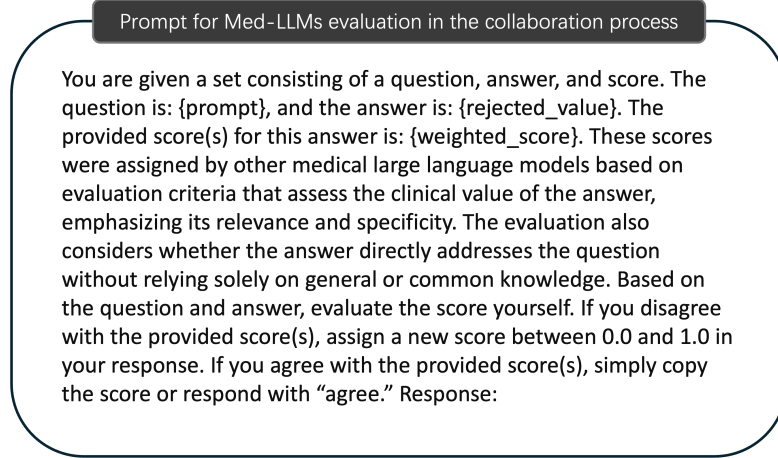 Prompt for Med-LLMs evaluation in the collaboration process
You are given a set consisting of a question, answer, and score. The
question is: {prompt}, and the answer is: {rejected_value}. The
provided score(s) for this answer is: {weighted_score}. These scores
were assigned by other medical large language models based on
evaluation criteria that assess the clinical value of the answer,
emphasizing its relevance and specificity. The evaluation also
considers whether the answer directly addresses the question
without relying solely on general or common knowledge. Based on
the question and answer, evaluate the score yourself. If you disagree
with the provided score(s), assign a new score between 0.0 and 1.0 in
your response. If you agree with the provided score(s), simply copy
the score or respond with “agree.” Response: